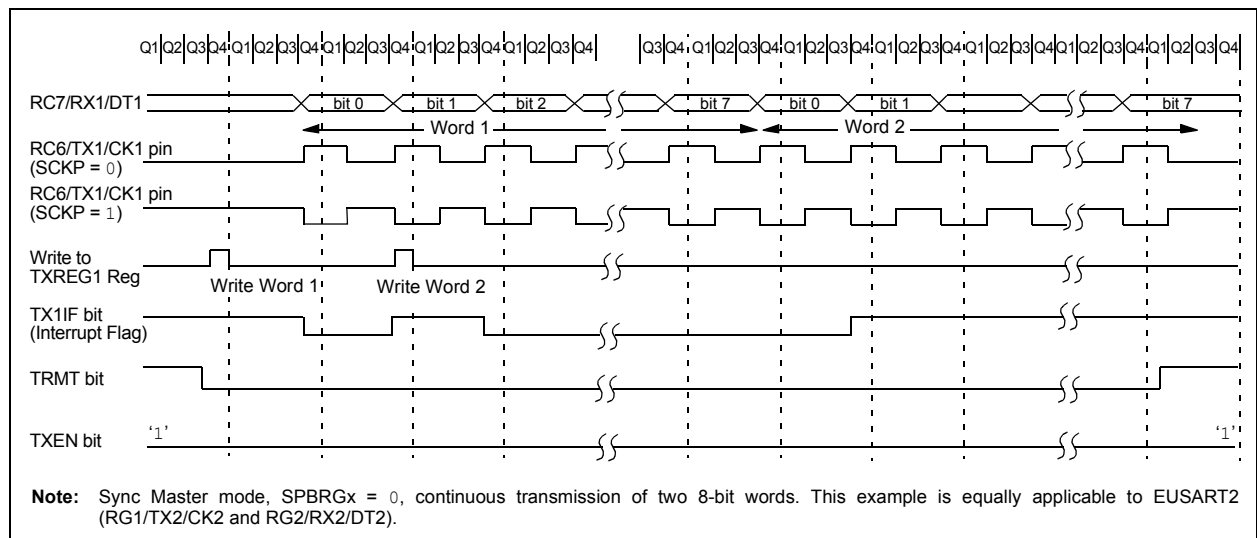 Q1 Q2 Q3 Q4 Q1 Q2 Q3 Q4 Q1 Q2 Q3 Q4 Q1 Q2 Q3 Q4 Q1 Q2 Q3 Q4 Q3 Q4 Q1 Q2 Q3 Q4 Q1 Q2 Q3 Q4 Q1 Q2 Q3 Q4 Q1 Q2 Q3 Q4 Q1 Q2 Q3 Q4 Q1 Q2 Q3 Q4
RC7/RX1/DT1 bit 0 bit 1 bit 2 bit 7 bit 0 bit 1 bit 7
Word 1 Word 2
RC6/TX1/CK1 pin
(SCKP = 0)
RC6/TX1/CK1 pin
(SCKP = 1)
Write to
TXREG1 Reg
Write Word 1 Write Word 2
TX1IF bit
(Interrupt Flag)
TRMT bit
TXEN bit '1' '1'
Note: Sync Master mode, SPBRGx = 0, continuous transmission of two 8-bit words. This example is equally applicable to EUSART2
(RG1/TX2/CK2 and RG2/RX2/DT2).